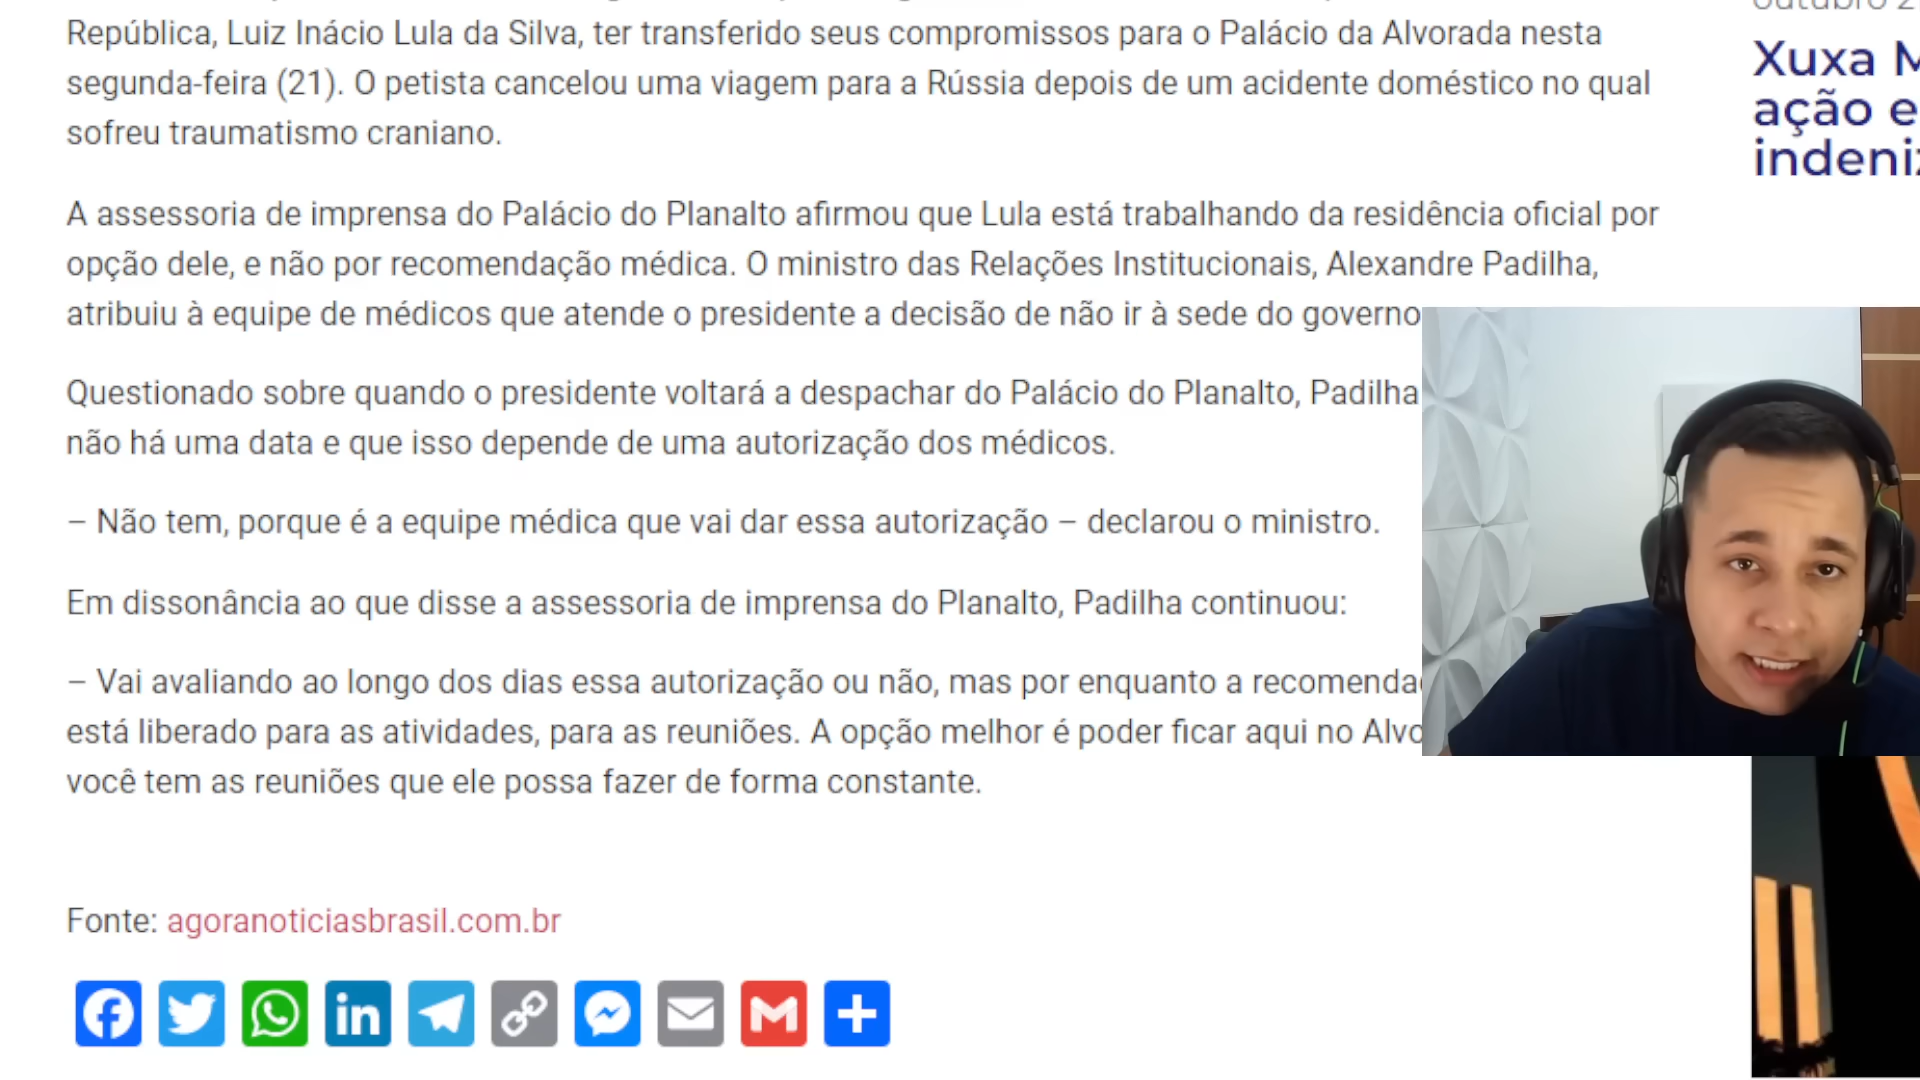 República, Luiz Inácio Lula da Silva, ter transferido seus compromissos para o Palácio da Alvorada nesta
segunda-feira (21). O petista cancelou uma viagem para a Rússia depois de um acidente doméstico no qual
sofreu traumatismo craniano.
A assessoria de imprensa do Palácio do Planalto afirmou que Lula está trabalhando da residência oficial por
opção dele, e não por recomendação médica. O ministro das Relações Institucionais, Alexandre Padilha,
atribuiu à equipe de médicos que atende o presidente a decisão de não ir à sede do governo
Questionado sobre quando o presidente voltará a despachar do Palácio do Planalto, Padilha
não há uma data e que isso depende de uma autorização dos médicos.
– Não tem, porque é a equipe médica que vai dar essa autorização – declarou o ministro.
Em dissonância ao que disse a assessoria de imprensa do Planalto, Padilha continuou:
– Vai avaliando ao longo dos dias essa autorização ou não, mas por enquanto a recomenda
está liberado para as atividades, para as reuniões. A opção melhor é poder ficar aqui no Alvo
você tem as reuniões que ele possa fazer de forma constante.
Fonte: agoranoticiasbrasil.com.br
outubro 2
Xuxa M
ação e
indeniz